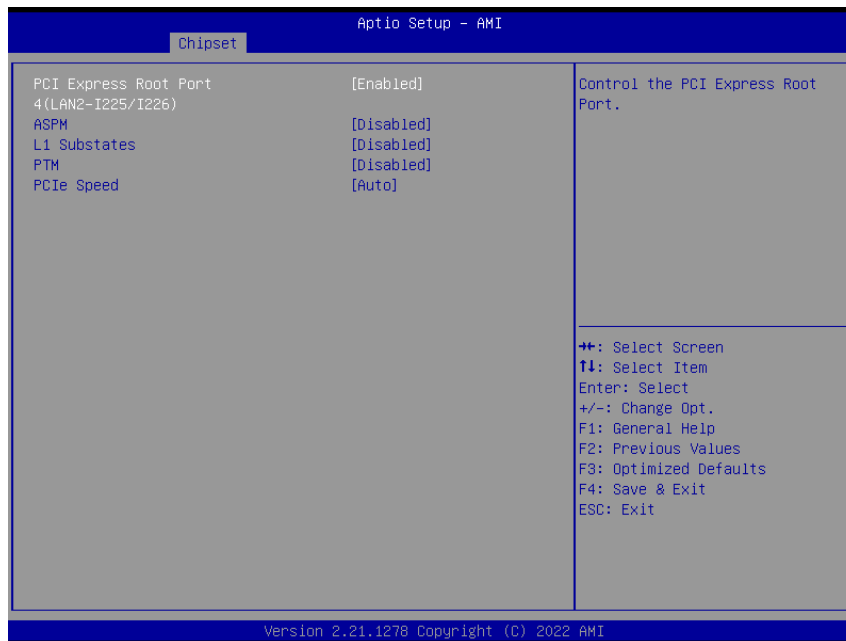 Aptio Setup – AMI
Chipset
PCI Express Root Port [Enabled]
4(LAN2-I225/I226)
ASPM [Disabled]
L1 Substates [Disabled]
PTM [Disabled]
PCIe Speed [Auto]
Control the PCI Express Root
Port.
→←: Select Screen
↑↓: Select Item
Enter: Select
+/-: Change Opt.
F1: General Help
F2: Previous Values
F3: Optimized Defaults
F4: Save & Exit
ESC: Exit
Version 2.21.1278 Copyright (C) 2022 AMI